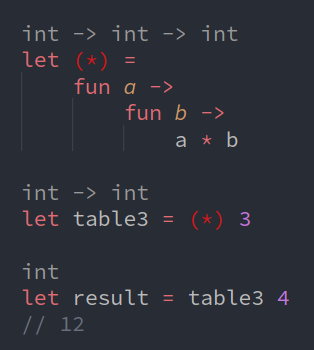 int -> int -> int
let (*) =
fun a ->
fun b ->
a * b
int -> int
let table3 = (*) 3
int
let result = table3 4
// 12